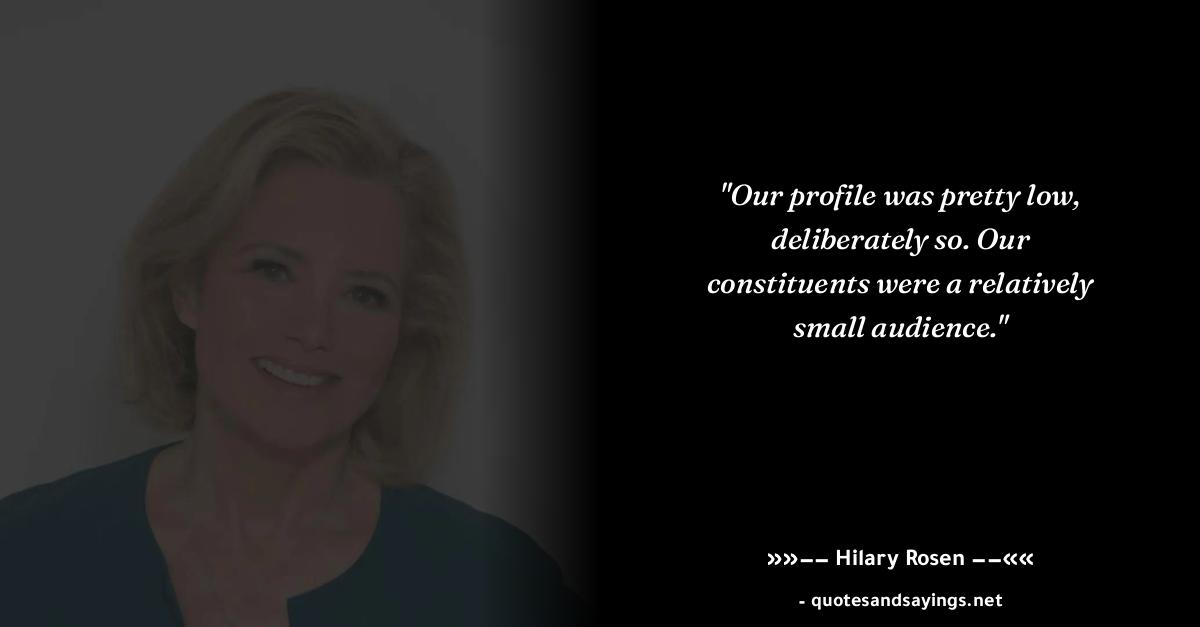 "Our profile was pretty low,
deliberately so. Our
constituents were a relatively
small audience."
»»−− Hilary Rosen −−««
- quotesandsayings.net